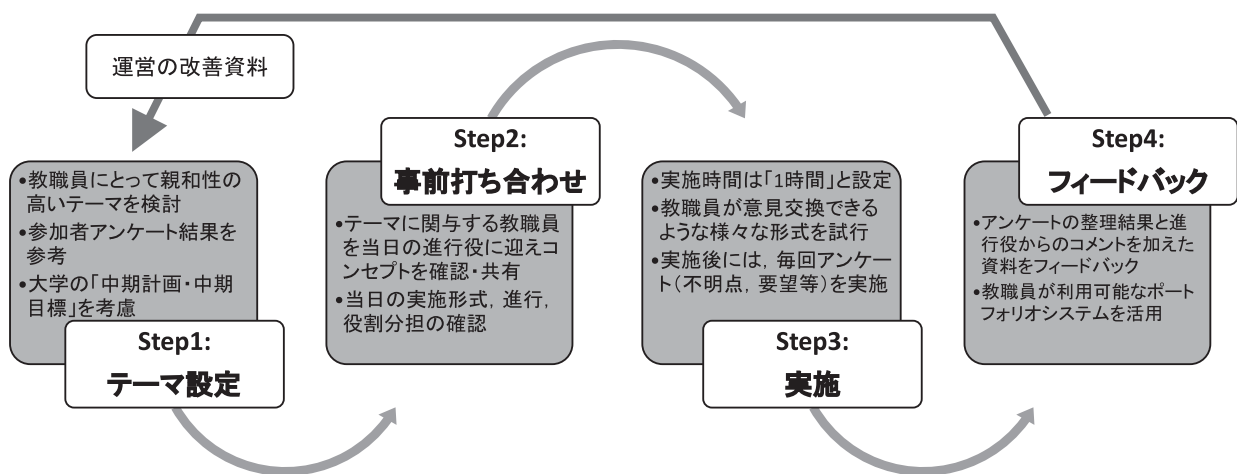 運営の改善資料
•教職員にとって親和性の
高いテーマを検討
•参加者アンケート結果を
参考
•大学の「中期計画・中期
目標」を考慮
Step1:
テーマ設定
Step2:
事前打ち合わせ
•テーマに関与する教職員
を当日の進行役に迎えコ
ンセプトを確認・共有
•当日の実施形式，進行，
役割分担の確認
•実施時間は「1時間」と設定
•教職員が意見交換できる
ような様々な形式を試行
•実施後には，毎回アンケー
ト（不明点，要望等）を実施
Step3:
実施
Step4:
フィードバック
•アンケートの整理結果と進
行役からのコメントを加えた
資料をフィードバック
•教職員が利用可能なポート
フォリオシステムを活用